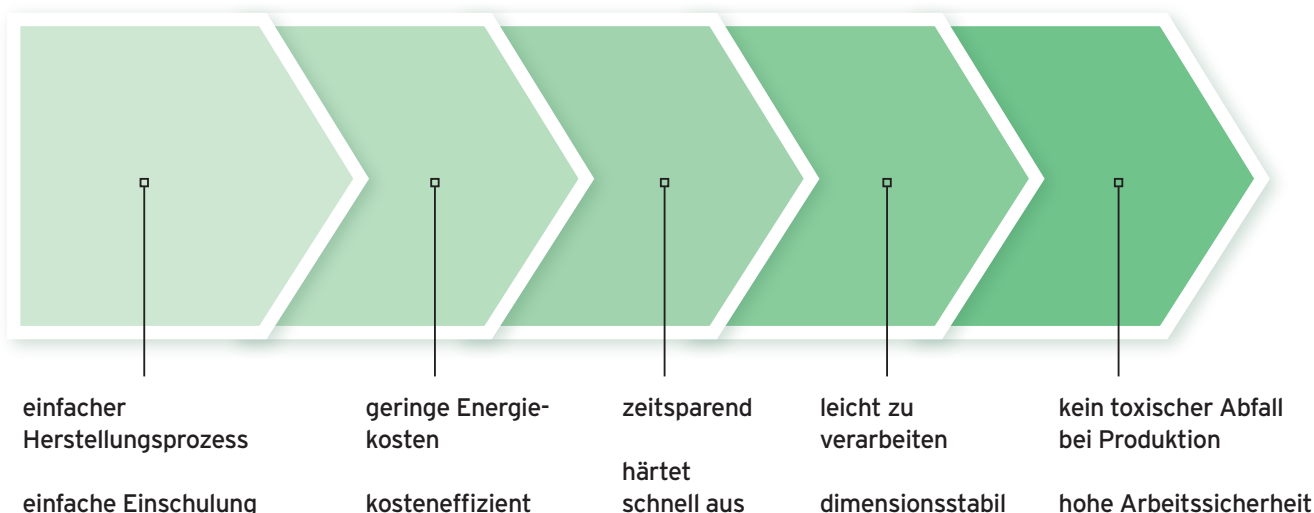 einfacher
Herstellungsprozess
einfache Einschulung
geringe Energie-
kosten
kosteneffizient
zeitsparend
härtet
schnell aus
leicht zu
verarbeiten
dimensionsstabil
kein toxischer Abfall
bei Produktion
hohe Arbeitssicherheit